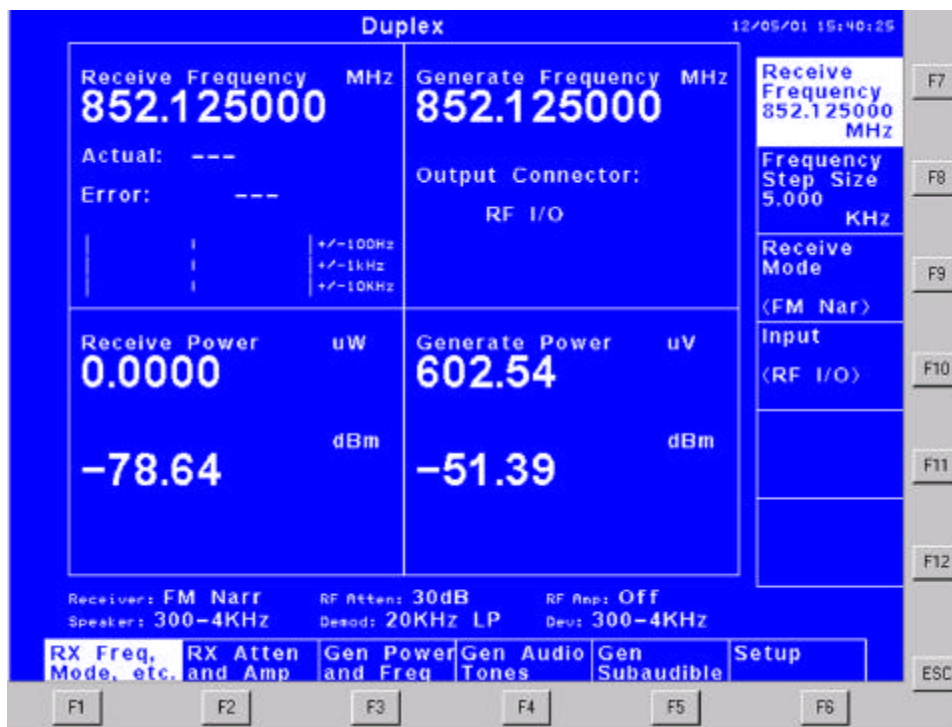 Duplex
12/05/01 15:40:25
Receive Frequency MHz
852.125000
Actual: ---
Error: ---
+/-100Hz
+/-1kHz
+/-10KHz
Generate Frequency MHz
852.125000
Output Connector:
RF I/O
Receive Power uW
0.0000
dBm
-78.64
Generate Power uV
602.54
dBm
-51.39
Receive
Frequency
852.125000
MHz
Frequency
Step Size
5.000
KHz
Receive
Mode
(FM Nar)
Input
(RF I/O)
F7
F8
F9
F10
F11
F12
ESC
Receiver: FM Narr RF Atten: 30dB RF Amp: Off
Speaker: 300-4KHz Demod: 20KHz LP Dev: 300-4KHz
RX Freq,
Mode, etc.
RX Atten
and Amp
Gen Power
and Freq
Gen Audio
Tones
Gen
Subaudible
Setup
F1 F2 F3 F4 F5 F6